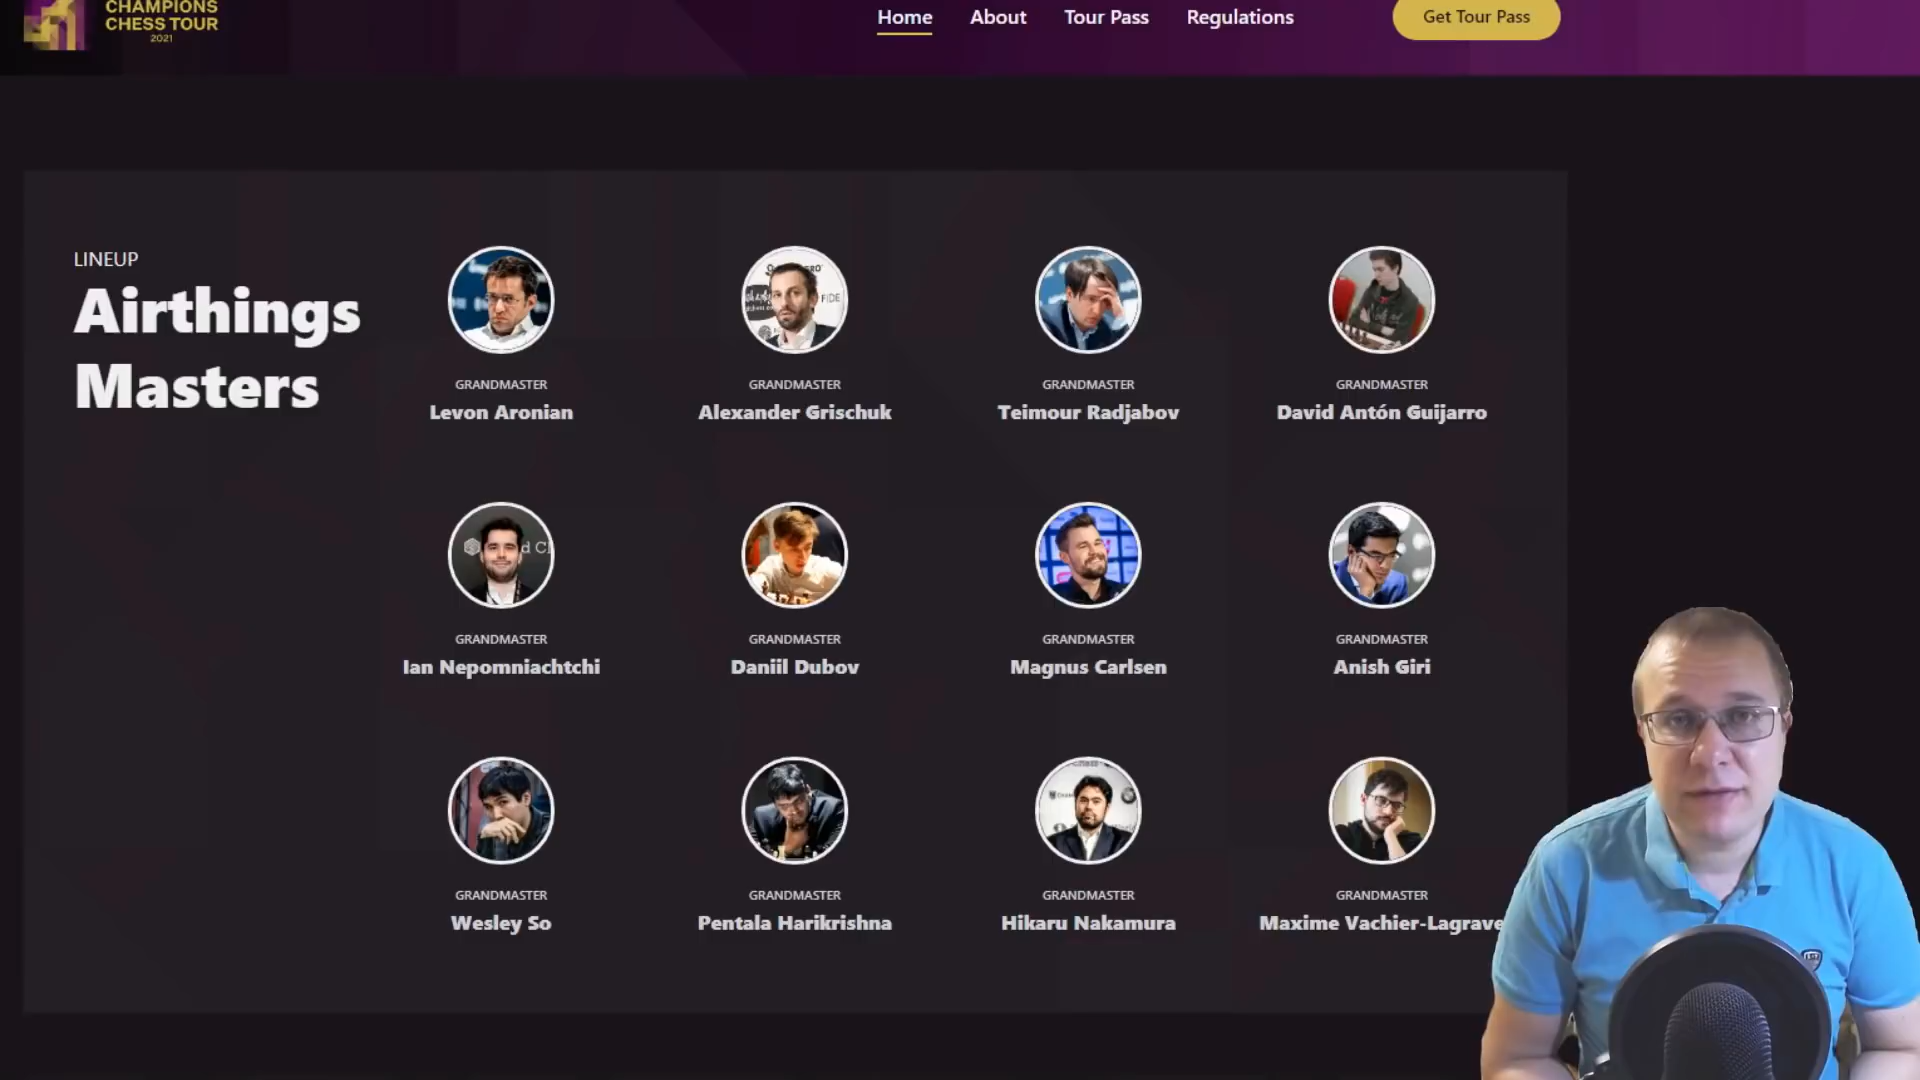 CHAMPIONS
CHESS TOUR
2021
Home
About
Tour Pass
Regulations
Get Tour Pass
LINEUP
Airthings
Masters
GRANDMASTER
Levon Aronian
GRANDMASTER
Alexander Grischuk
FIDE
GRANDMASTER
Teimour Radjabov
GRANDMASTER
David Antón Guijarro
GRANDMASTER
Ian Nepomniachtchi
GRANDMASTER
Daniil Dubov
GRANDMASTER
Magnus Carlsen
GRANDMASTER
Anish Giri
GRANDMASTER
Wesley So
GRANDMASTER
Pentala Harikrishna
GRANDMASTER
Hikaru Nakamura
GRANDMASTER
Maxime Vachier-Lagrave